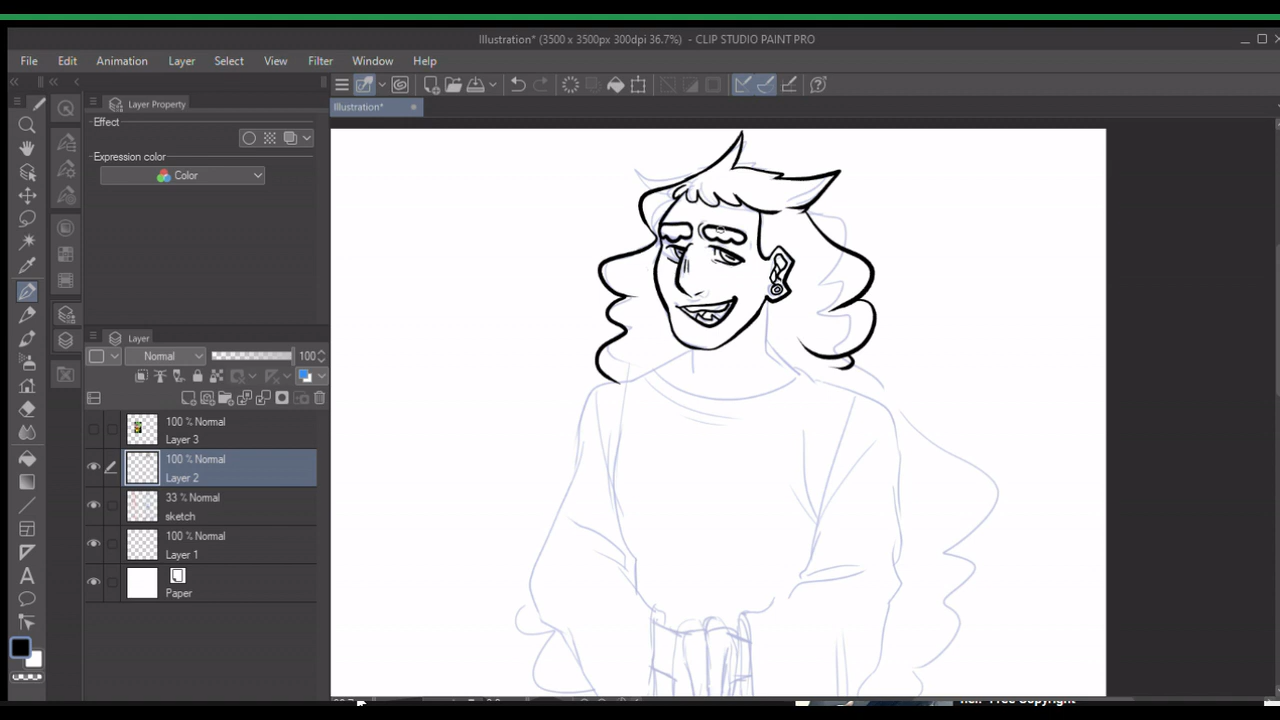 Illustration* (3500 x 3500px 300dpi 36.7%) - CLIP STUDIO PAINT PRO
File Edit Animation Layer Select View Filter Window Help
Layer Property
Illustration*
Effect
Expression color
Color
Layer
Normal 100
100 % Normal
Layer 3
100 % Normal
Layer 2
33 % Normal
sketch
100 % Normal
Layer 1
Paper
Free Copyright